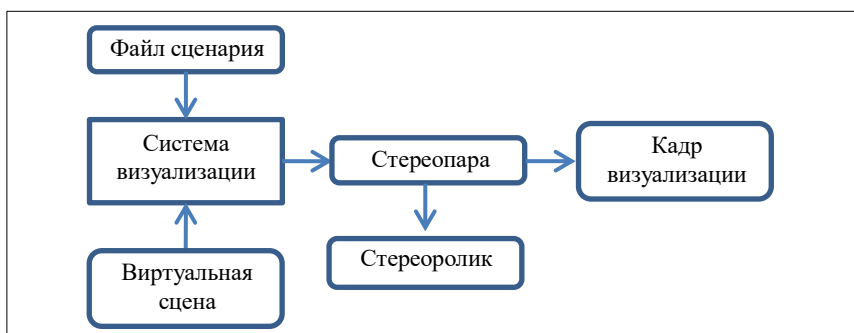 Файл сценария
Система
визуализации
Стереопара
Кадр
визуализации
Стереоролик
Виртуальная
сцена